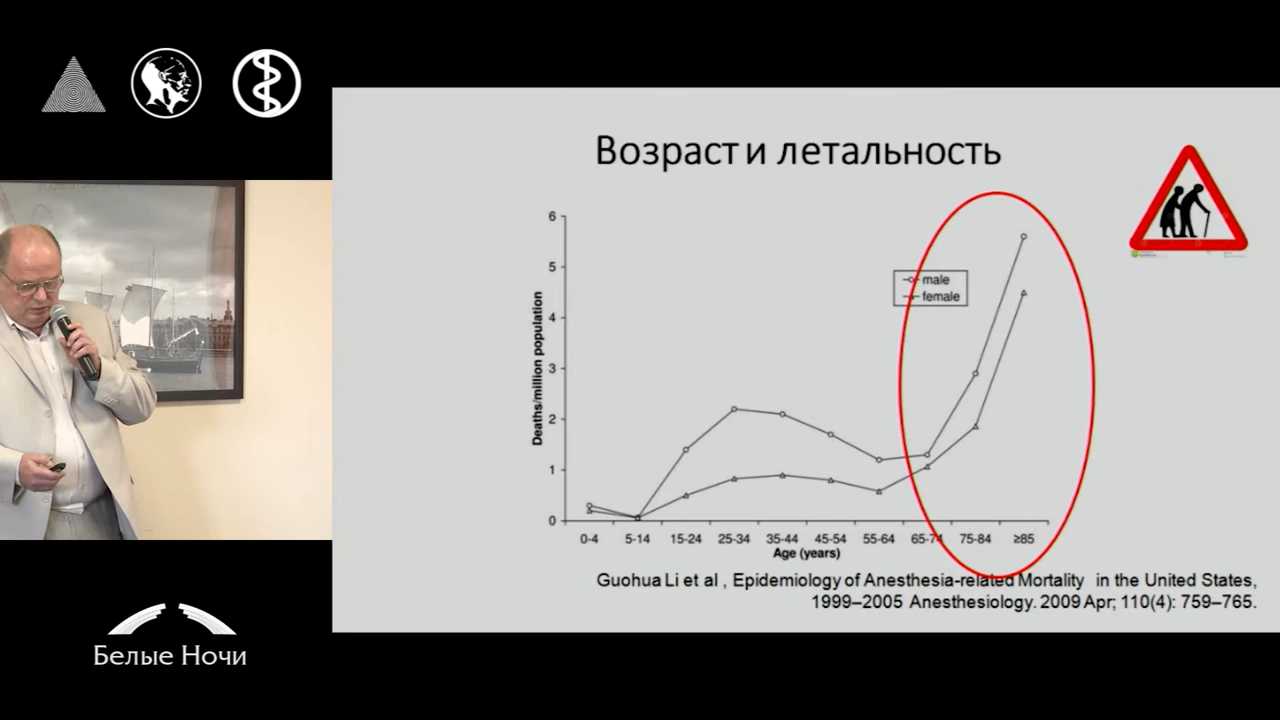 Возраст и летальность
6
5
4
3
2
1
0
Deaths/million population
male
female
0-4 5-14 15-24 25-34 35-44 45-54 55-64 65-74 75-84 ≥85
Age (years)
Guohua Li et al , Epidemiology of Anesthesia-related Mortality in the United States,
1999–2005 Anesthesiology. 2009 Apr; 110(4): 759–765.
Белые Ночи